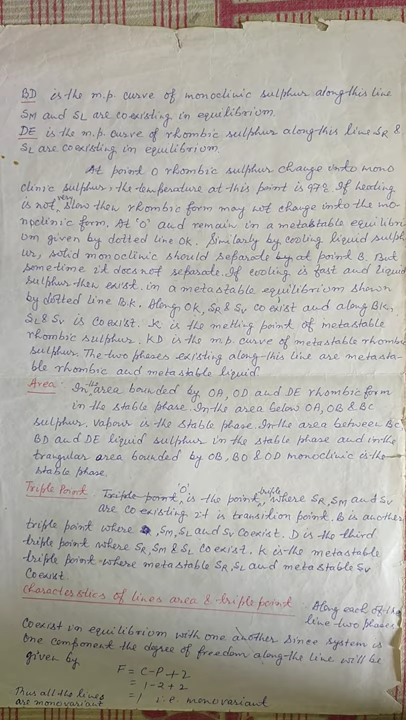 BD is the m.p curve of monoclinic sulphur along this line
SM and SL are coexisting in equilibrium
DE is the m.p. curve of rhombic sulphur along this line SR &
SL are coexisting in equilibrium
At point O rhombic sulphur change into mono
clinic sulphur, the temperature at this point is 97°C. If heating
is not very slow then rhombic form may not change into the mo-
noclinic form. At 'O' and remain in a metastable equilibri
um given by dotted line OK. Similarly by cooling liquid sulph
ur, solid monoclinic should separate at point B. But
sometime it does not separate. If cooling is fast and liquid
sulphur then exist in a metastable equilibrium shown
by dotted line BK. Along OK, SR & SV co exist and along BK,
SL & SV is co exist. K is the melting point of metastable
rhombic sulphur. KD is the m.p. curve of metastable rhombic
sulphur. The two phases existing along this line are metasta-
ble rhombic and metastable liquid
Area: In the area bounded by OA, OD and DE rhombic form
in the stable phase. In the area below OA, OB & BC
sulphur vapour is the stable phase. In the area between BC
BD and DE liquid sulphur in the stable phase and in the
trangular area bounded by OB, BD & OD monoclinic is the
stable phase.
Triple Point Triple point 'O' is the triple point where SR, SM and SV
are co existing it is transition point. B is another
triple point where SM, SL and SV coexist. D is the third
triple point where SR, SM & SL co exist. K is the metastable
triple point where metastable SR, SL and metastable SV
coexist.
Characteristics of lines area & triple point Along each of the
line two phases
coexist in equilibrium with one another since system is
one component the degree of freedom along the line will be
given by
F = C-P+2
= 1-2+2
= 1 i.e monovariant
Thus all the lines
are monovariant